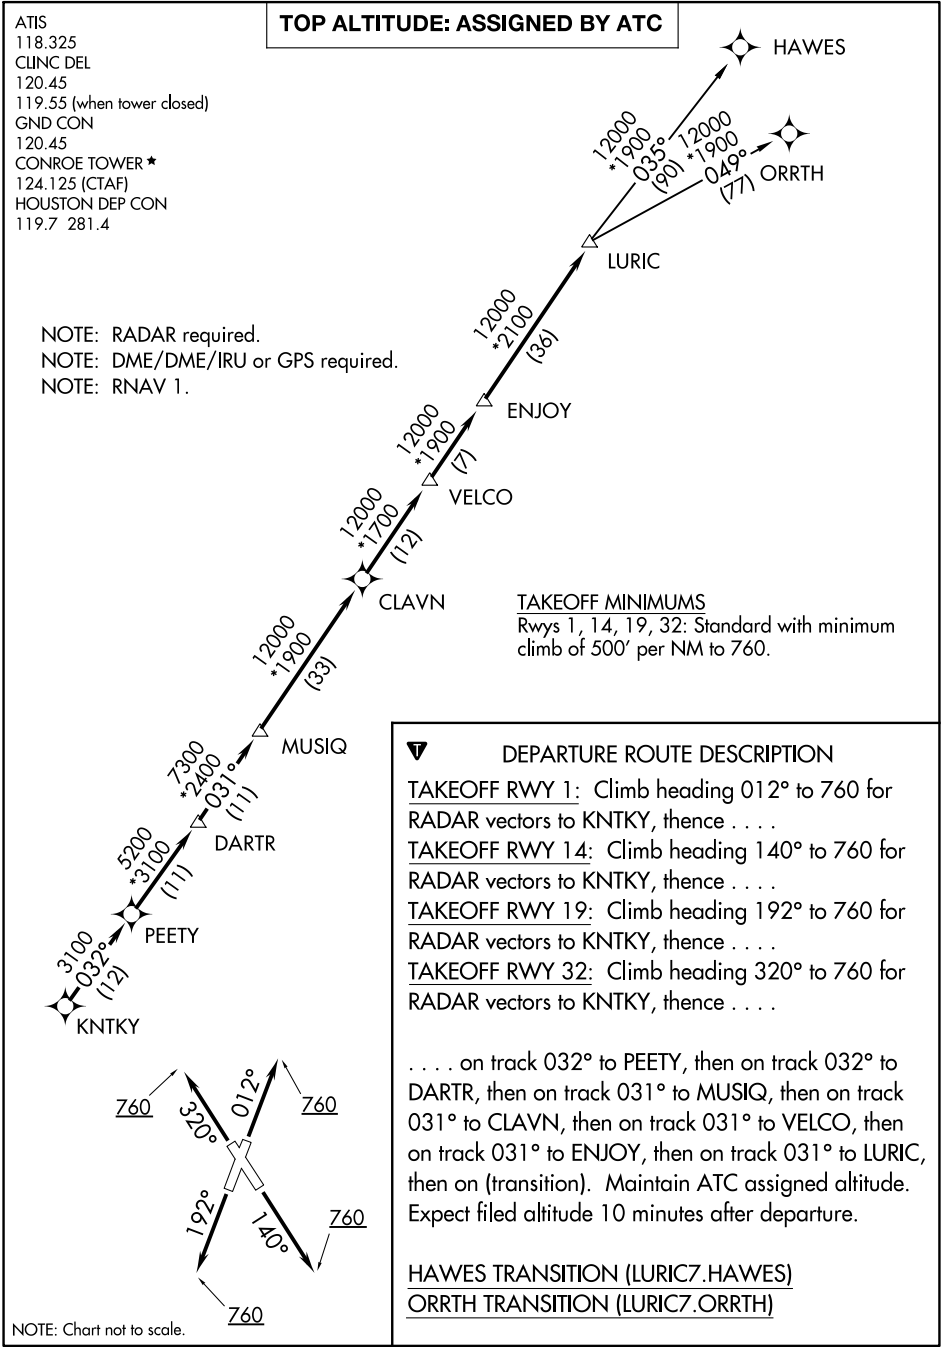 TOP ALTITUDE: ASSIGNED BY ATC
ATIS
118.325
CLINC DEL
120.45
119.55 (when tower closed)
GND CON
120.45
CONROE TOWER ★
124.125 (CTAF)
HOUSTON DEP CON
119.7 281.4
HAWES
12000
*1900
035°
(90)
12000
*1900
049°
(77)
ORRTH
LURIC
NOTE: RADAR required.
NOTE: DME/DME/IRU or GPS required.
NOTE: RNAV 1.
12000
*2100
(36)
ENJOY
12000
*1900
(7)
VELCO
12000
*1700
(12)
CLAVN
TAKEOFF MINIMUMS
Rwys 1, 14, 19, 32: Standard with minimum
climb of 500' per NM to 760.
12000
*1900
(33)
MUSIQ
7300
*2400
031°
(11)
DARTR
5200
*3100
(11)
PEETY
3100
032°
(12)
KNTKY
T
DEPARTURE ROUTE DESCRIPTION
TAKEOFF RWY 1: Climb heading 012° to 760 for
RADAR vectors to KNTKY, thence . . . .
TAKEOFF RWY 14: Climb heading 140° to 760 for
RADAR vectors to KNTKY, thence . . . .
TAKEOFF RWY 19: Climb heading 192° to 760 for
RADAR vectors to KNTKY, thence . . . .
TAKEOFF RWY 32: Climb heading 320° to 760 for
RADAR vectors to KNTKY, thence . . . .
. . . . on track 032° to PEETY, then on track 032° to
DARTR, then on track 031° to MUSIQ, then on track
031° to CLAVN, then on track 031° to VELCO, then
on track 031° to ENJOY, then on track 031° to LURIC,
then on (transition). Maintain ATC assigned altitude.
Expect filed altitude 10 minutes after departure.
HAWES TRANSITION (LURIC7.HAWES)
ORRTH TRANSITION (LURIC7.ORRTH)
760
320°
012°
760
192°
140°
760
760
NOTE: Chart not to scale.